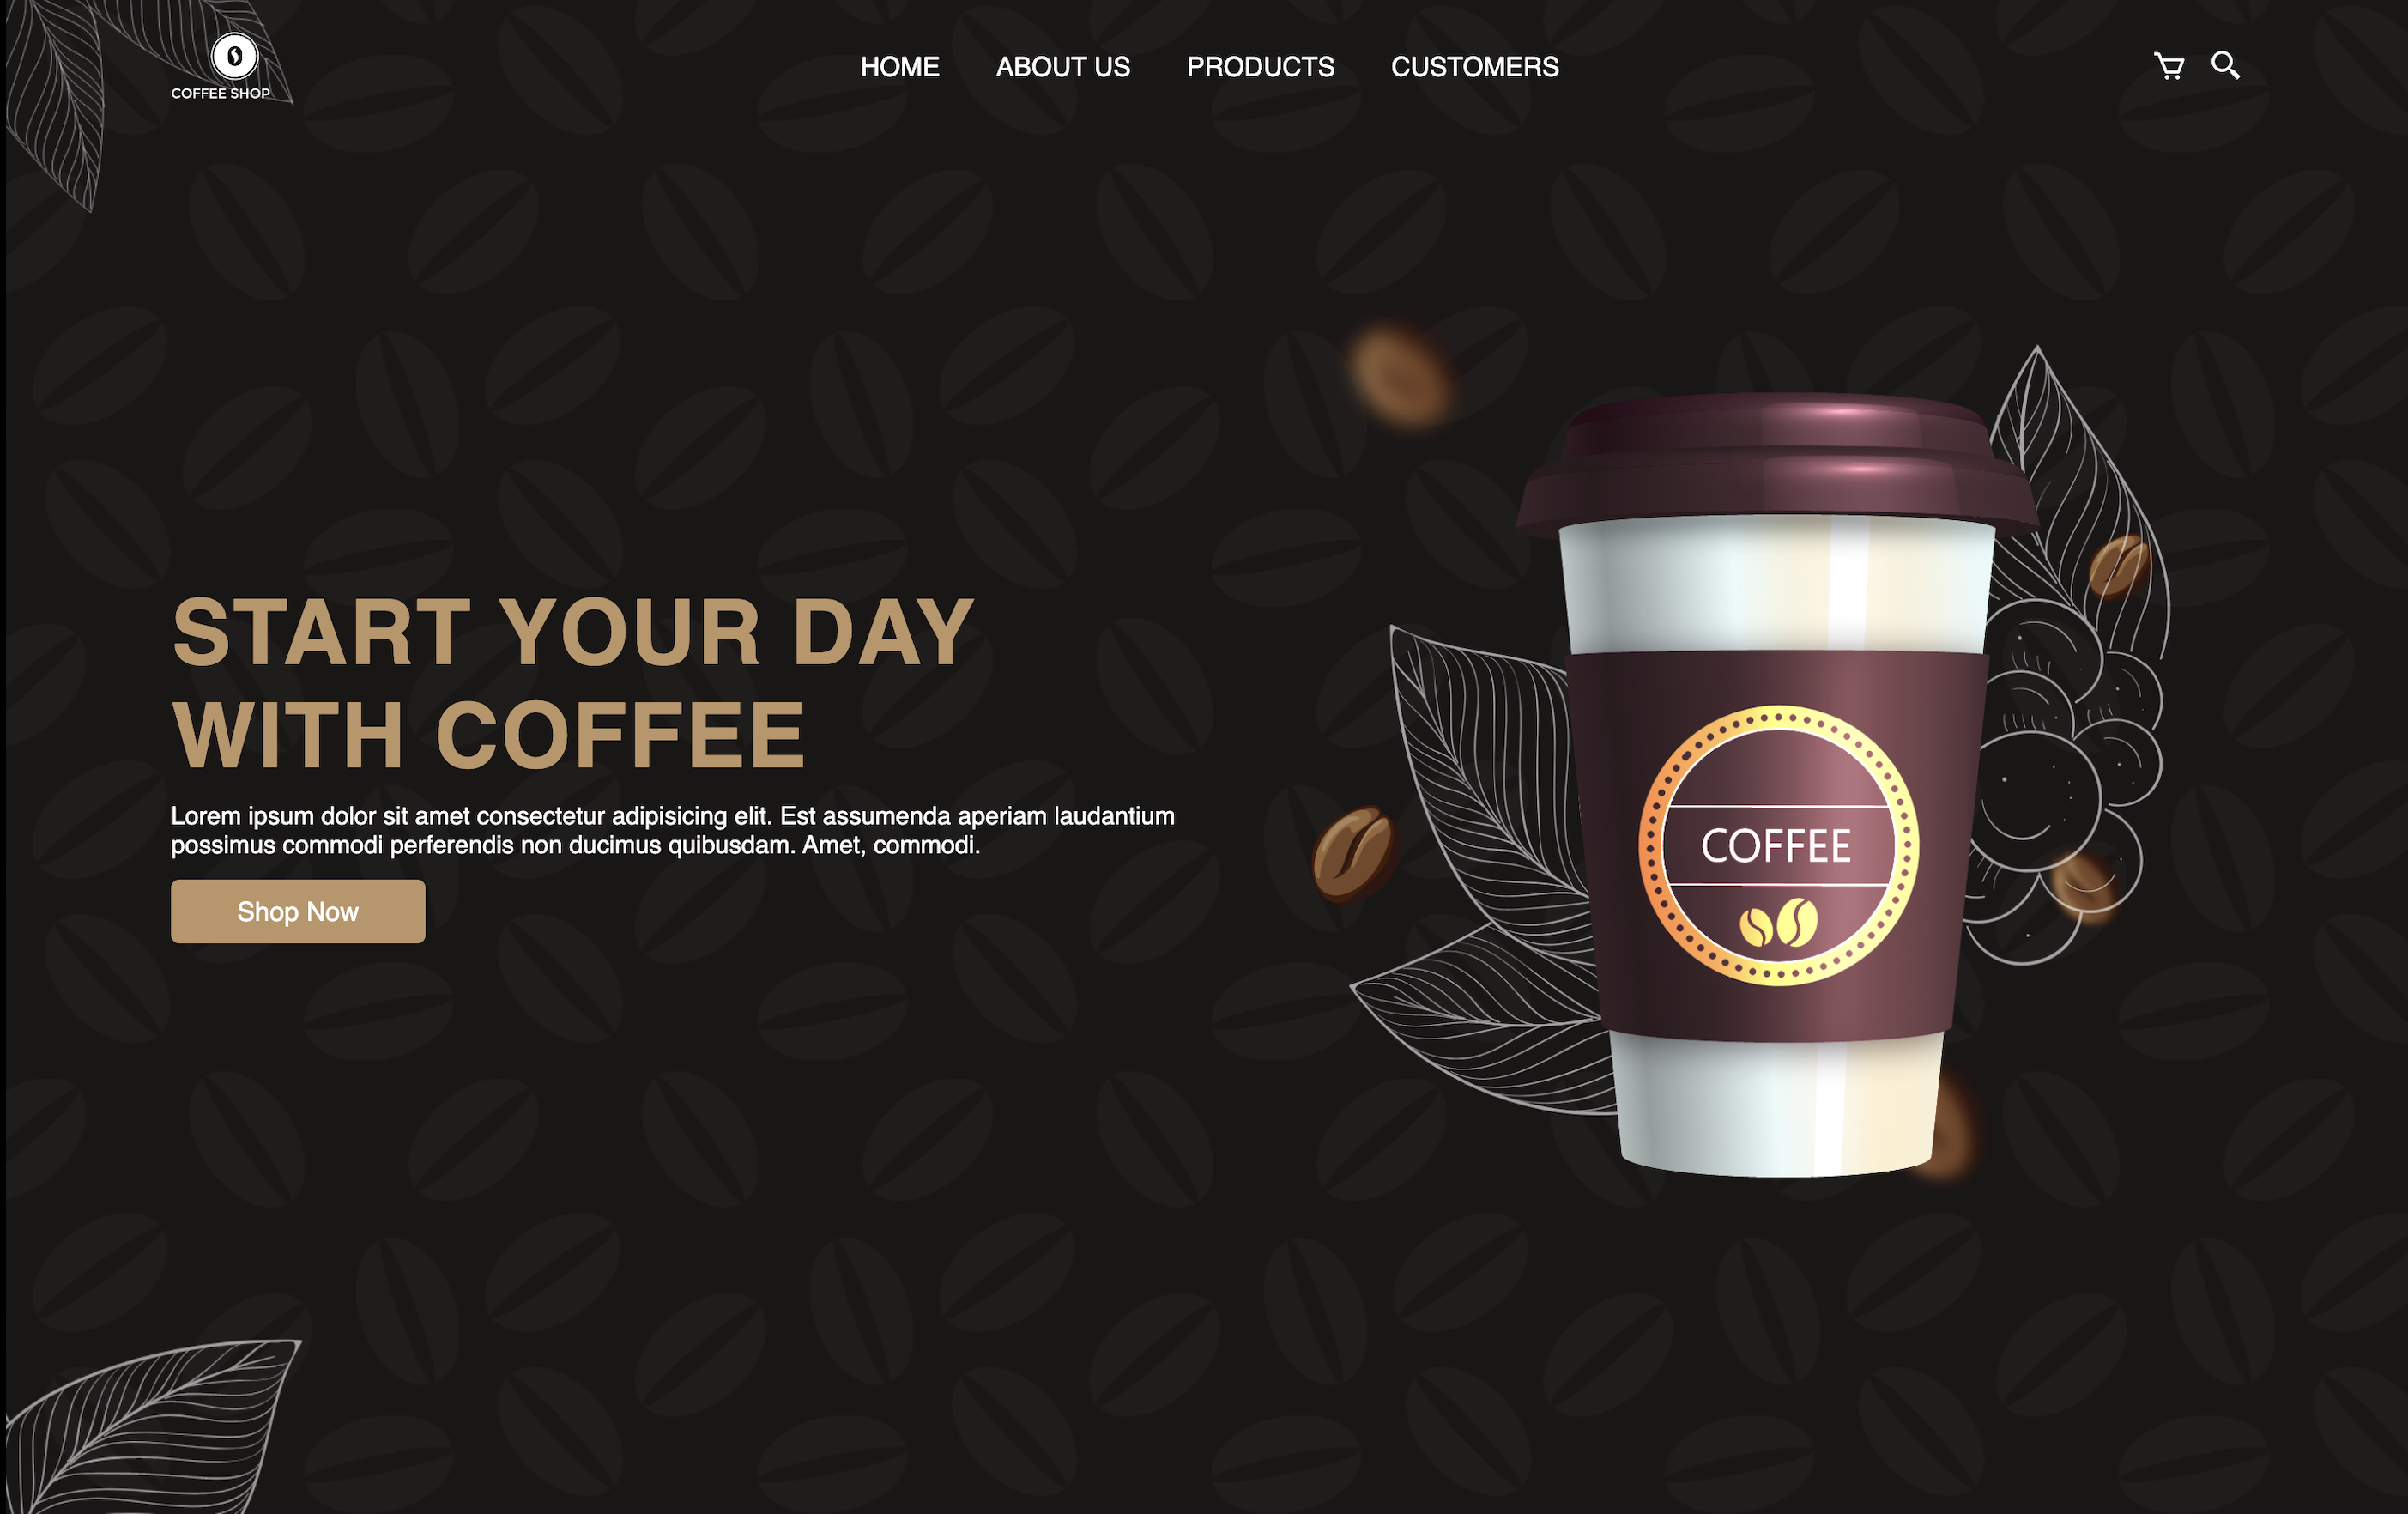 COFFEE SHOP
HOME ABOUT US PRODUCTS CUSTOMERS
START YOUR DAY
WITH COFFEE
Lorem ipsum dolor sit amet consectetur adipisicing elit. Est assumenda aperiam laudantium
possimus commodi perferendis non ducimus quibusdam. Amet, commodi.
Shop Now
COFFEE